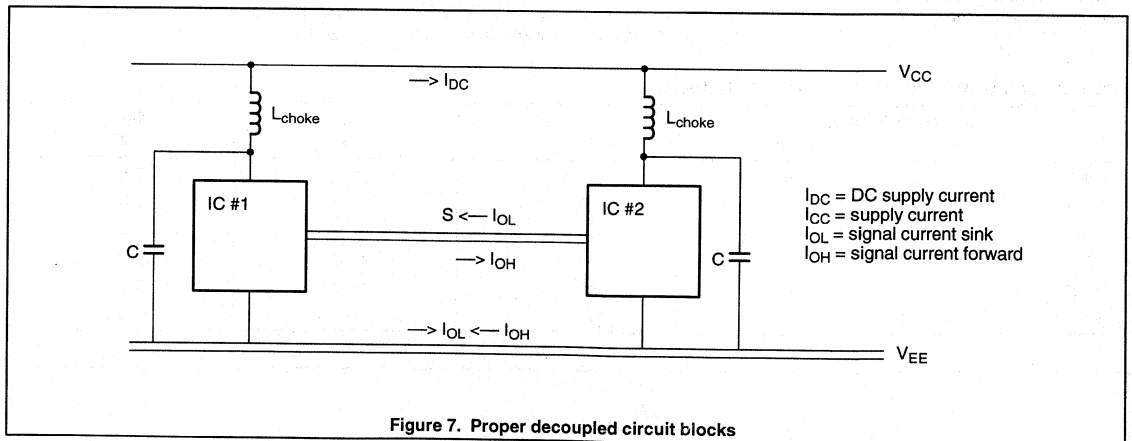 —> I_DC
V_CC
L_choke
L_choke
IC #1
IC #2
S <— I_OL
—> I_OH
C
C
I_DC = DC supply current
I_CC = supply current
I_OL = signal current sink
I_OH = signal current forward
—> I_OL <— I_OH
V_EE
Figure 7. Proper decoupled circuit blocks